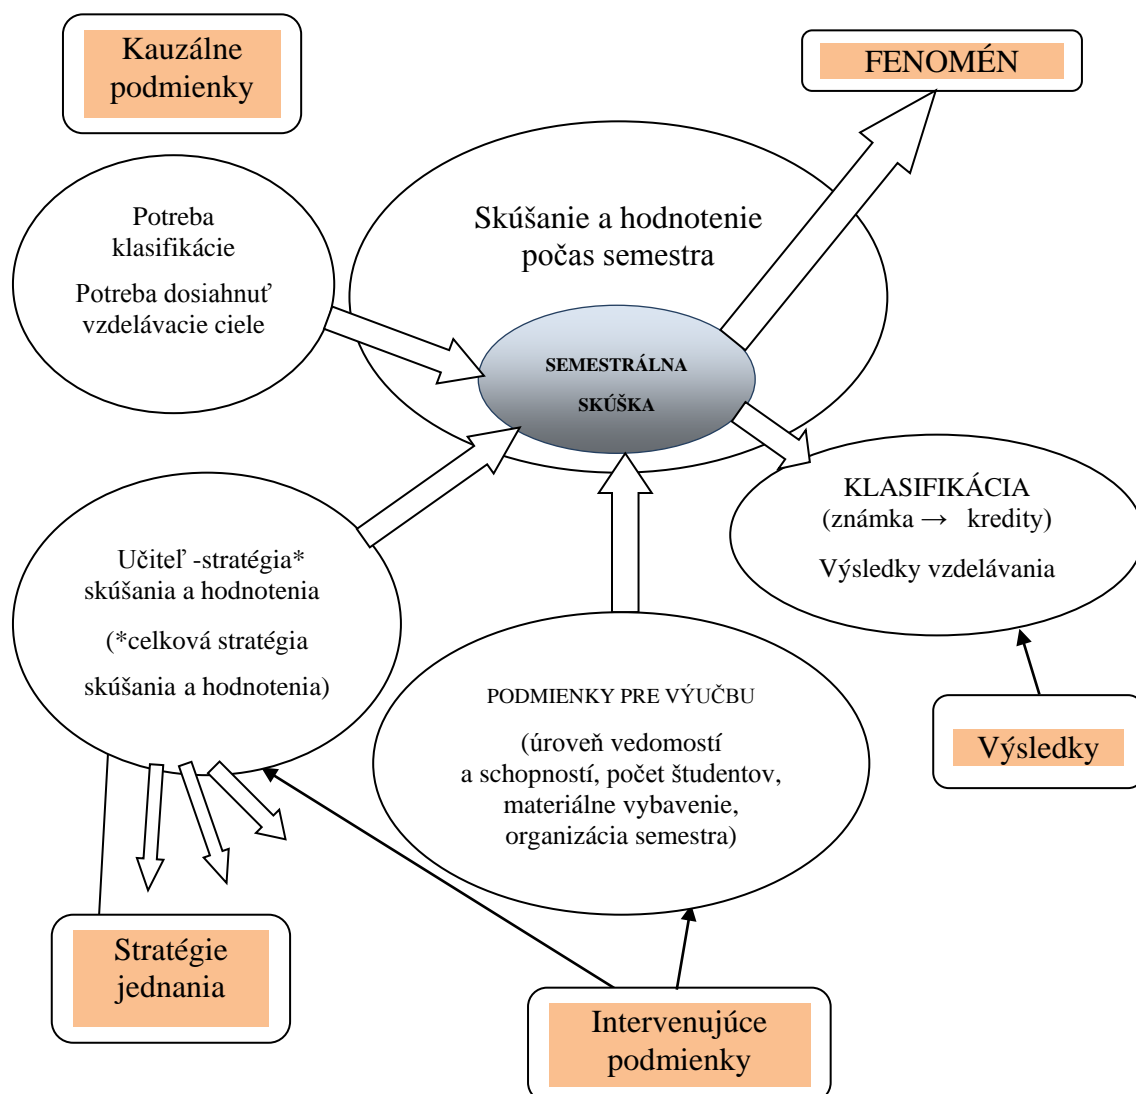 Kauzálne
podmienky
FENOMÉN
Potreba
klasifikácie
Potreba dosiahnuť
vzdelávacie ciele
Skúšanie a hodnotenie
počas semestra
SEMESTRÁLNA
SKÚŠKA
KLASIFIKÁCIA
(známka → kredity)
Výsledky vzdelávania
Učiteľ -stratégia*
skúšania a hodnotenia
(*celková stratégia
skúšania a hodnotenia)
PODMIENKY PRE VÝUČBU
(úroveň vedomostí
a schopností, počet študentov,
materiálne vybavenie,
organizácia semestra)
Výsledky
Stratégie
jednania
Intervenujúce
podmienky